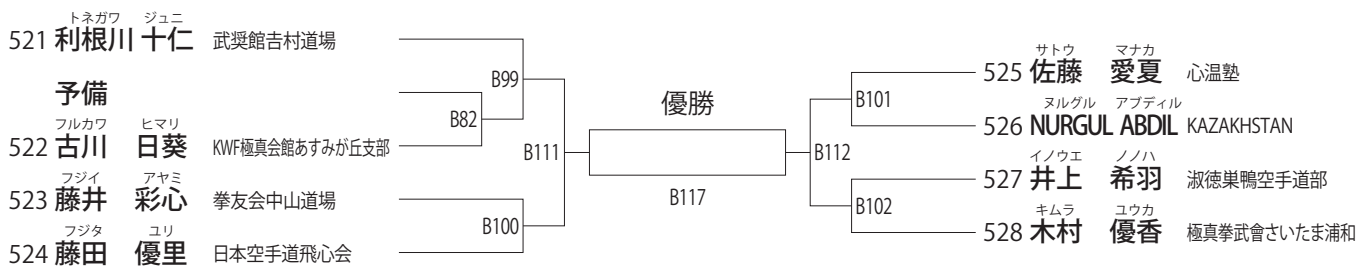 トネガワ ジュニ
521 利根川 十仁 武奨館吉村道場
予備
フルカワ ヒマリ
522 古川 日葵 KWF極真会館あすみが丘支部
フジイ アヤミ
523 藤井 彩心 拳友会中山道場
フジタ ユリ
524 藤田 優里 日本空手道飛心会
B99
B82
B100
B111
優勝
B117
B112
B101
B102
サトウ マナカ
525 佐藤 愛夏 心温塾
ヌルグル アブディル
526 NURGUL ABDIL KAZAKHSTAN
イノウエ ノノハ
527 井上 希羽 淑徳巣鴨空手道部
キムラ ユウカ
528 木村 優香 極真拳武會さいたま浦和